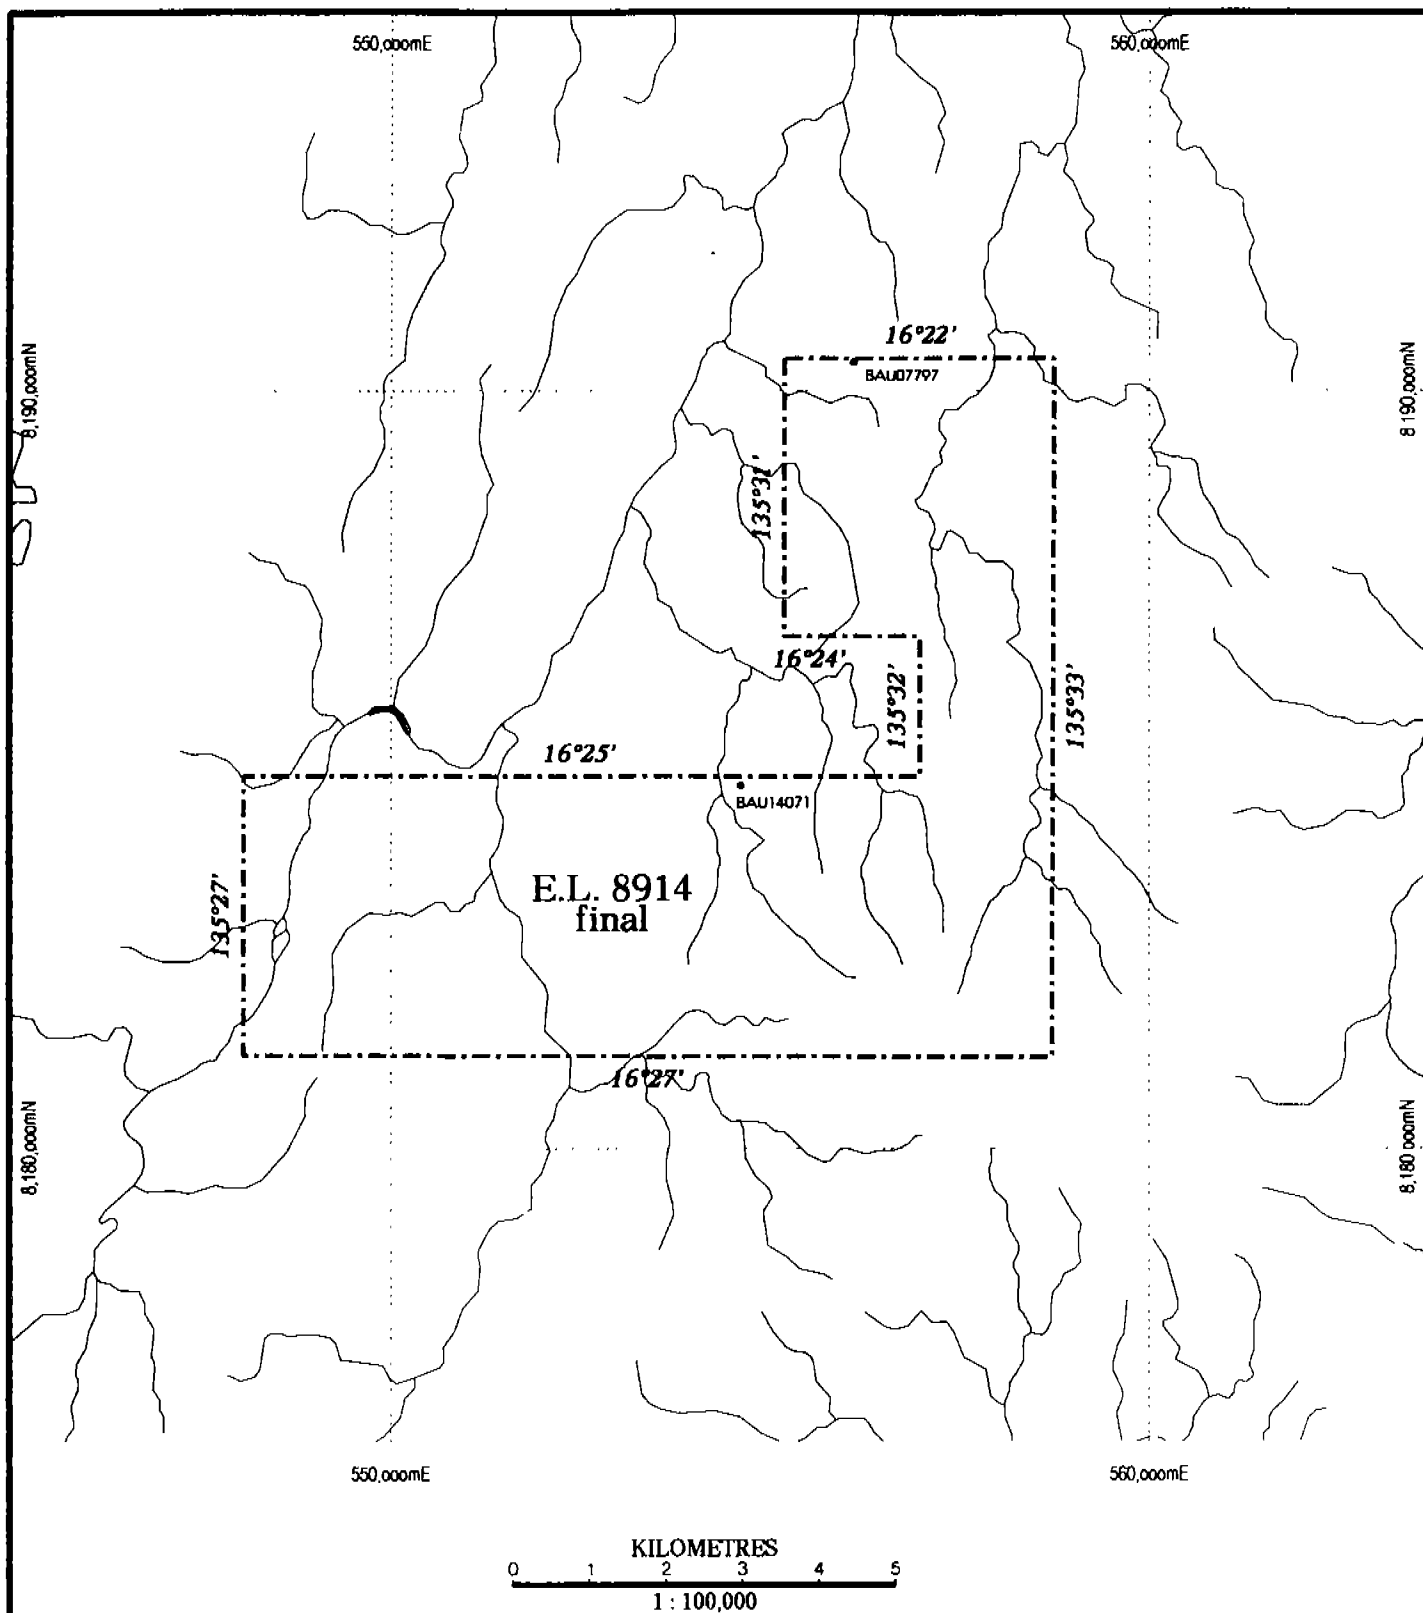 550,000mE
560,000mE
16°22'
BAU07797
8,190,000mN
8 190,000mN
135°31'
16°24'
135°32'
135°33'
16°25'
BAU14071
E.L. 8914
final
135°27'
16°27'
8,180,000mN
8,180 000mN
550,000mE
560,000mE
KILOMETRES
0 1 2 3 4 5
1 : 100,000